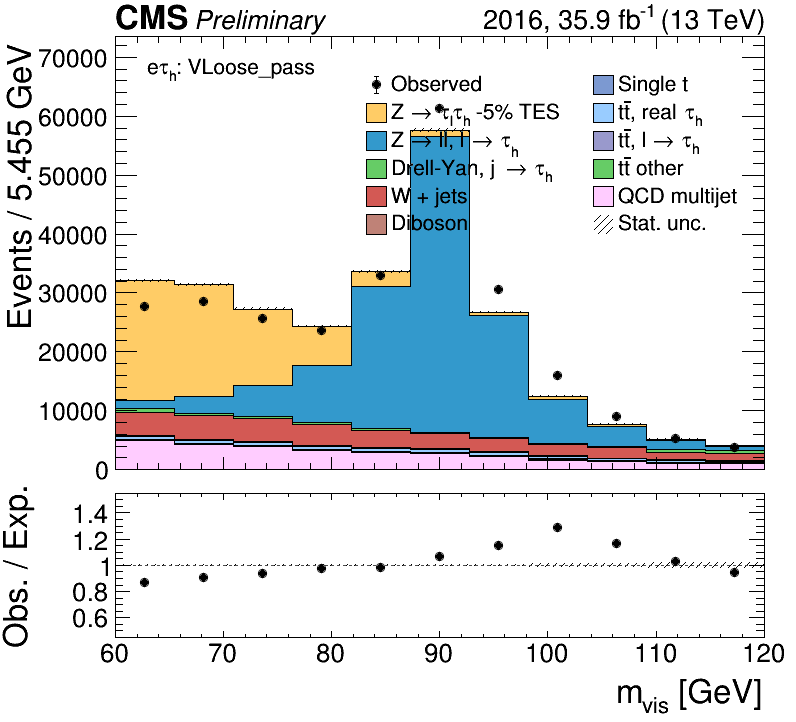 CMS Preliminary 2016, 35.9 fb⁻¹ (13 TeV)
eτₕ: VLoose_pass
Observed
Z → τₗτₕ -5% TES
Z → ll, l → τₕ
Drell-Yan, j → τₕ
W + jets
Diboson
Single t
tt̄, real τₕ
tt̄, l → τₕ
tt̄ other
QCD multijet
Stat. unc.
Events / 5.455 GeV
70000
60000
50000
40000
30000
20000
10000
0
Obs. / Exp.
1.4
1.2
1
0.8
0.6
60 70 80 90 100 110 120
m_vis [GeV]